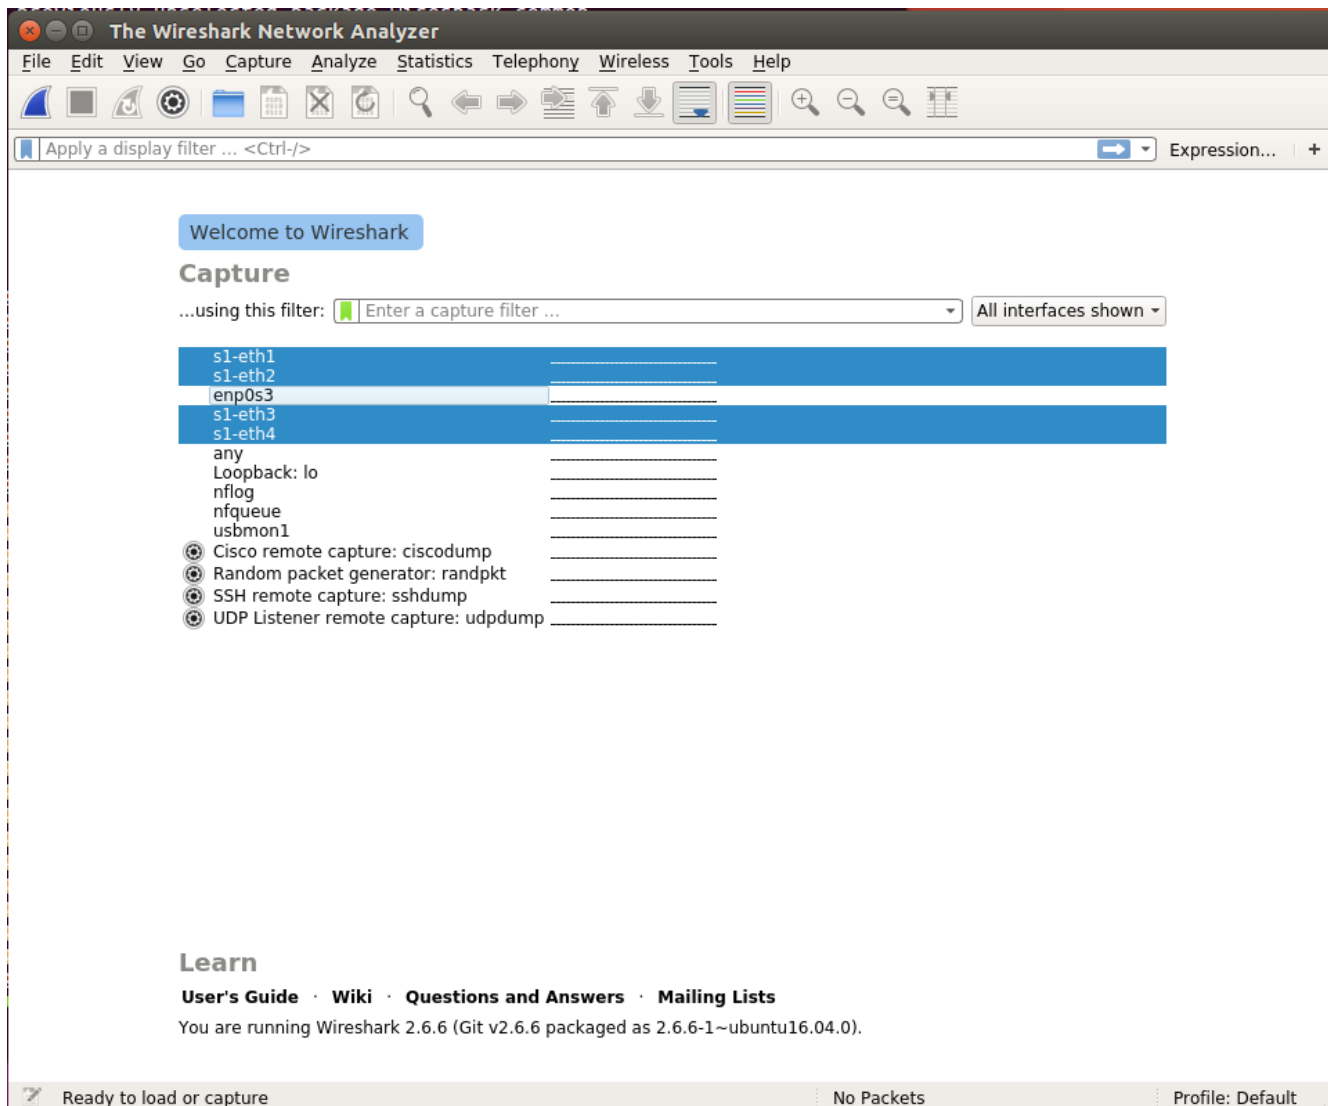 The Wireshark Network Analyzer
File Edit View Go Capture Analyze Statistics Telephony Wireless Tools Help
Apply a display filter … <Ctrl-/> Expression… +
Welcome to Wireshark
Capture
…using this filter: Enter a capture filter … All interfaces shown
s1-eth1
s1-eth2
enp0s3
s1-eth3
s1-eth4
any
Loopback: lo
nflog
nfqueue
usbmon1
Cisco remote capture: ciscodump
Random packet generator: randpkt
SSH remote capture: sshdump
UDP Listener remote capture: udpdump
Learn
User's Guide · Wiki · Questions and Answers · Mailing Lists
You are running Wireshark 2.6.6 (Git v2.6.6 packaged as 2.6.6-1~ubuntu16.04.0).
Ready to load or capture No Packets Profile: Default